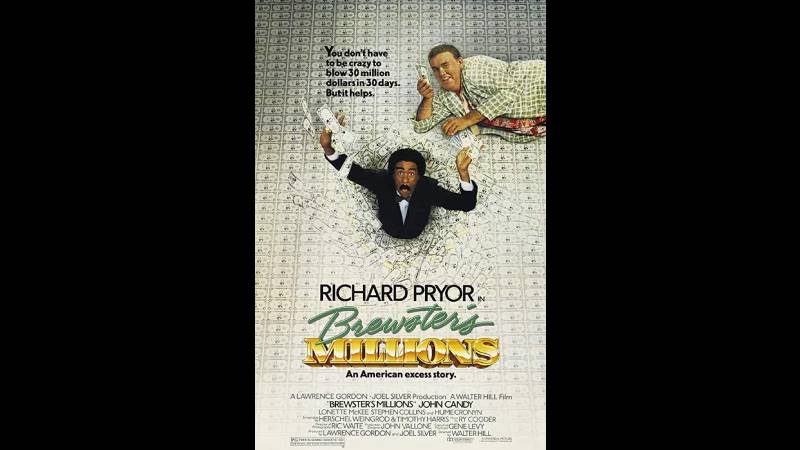 You don't have
to be crazy to
blow 30 million
dollars in 30 days.
But it helps.
RICHARD PRYOR IN
Brewster's
MILLIONS
An American excess story.
A LAWRENCE GORDON - JOEL SILVER Production A WALTER HILL Film
"BREWSTER'S MILLIONS" JOHN CANDY
LONETTE McKEE STEPHEN COLLINS and HUME CRONYN
HERSCHEL WEINGROD & TIMOTHY HARRIS RY COODER
RIC WAITE JOHN VALLONE GENE LEVY
LAWRENCE GORDON and JOEL SILVER WALTER HILL